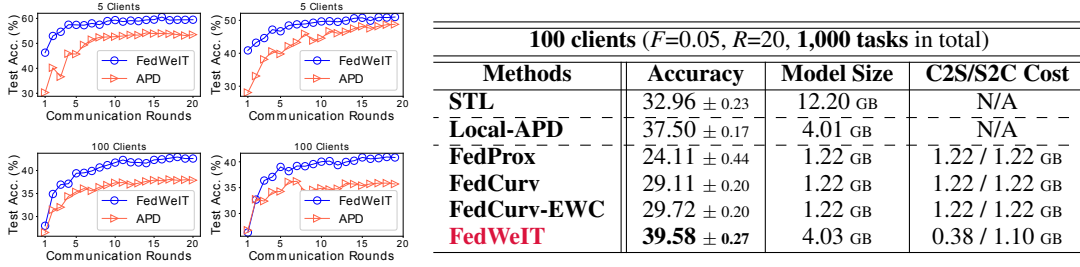 5 Clients
60
50
40
30
Test Acc. (%)
FedWeIT
APD
1 5 10 15 20
Communication Rounds
5 Clients
50
40
30
Test Acc. (%)
FedWeIT
APD
1 5 10 15 20
Communication Rounds
100 Clients
40
35
30
25
Test Acc. (%)
FedWeIT
APD
1 5 10 15 20
Communication Rounds
100 Clients
40
35
30
Test Acc. (%)
FedWeIT
APD
1 5 10 15 20
Communication Rounds
100 clients (F=0.05, R=20, 1,000 tasks in total)
Methods Accuracy Model Size C2S/S2C Cost
STL 32.96 ± 0.23 12.20 GB N/A
Local-APD 37.50 ± 0.17 4.01 GB N/A
FedProx 24.11 ± 0.44 1.22 GB 1.22 / 1.22 GB
FedCurv 29.11 ± 0.20 1.22 GB 1.22 / 1.22 GB
FedCurv-EWC 29.72 ± 0.20 1.22 GB 1.22 / 1.22 GB
FedWeIT 39.58 ± 0.27 4.03 GB 0.38 / 1.10 GB